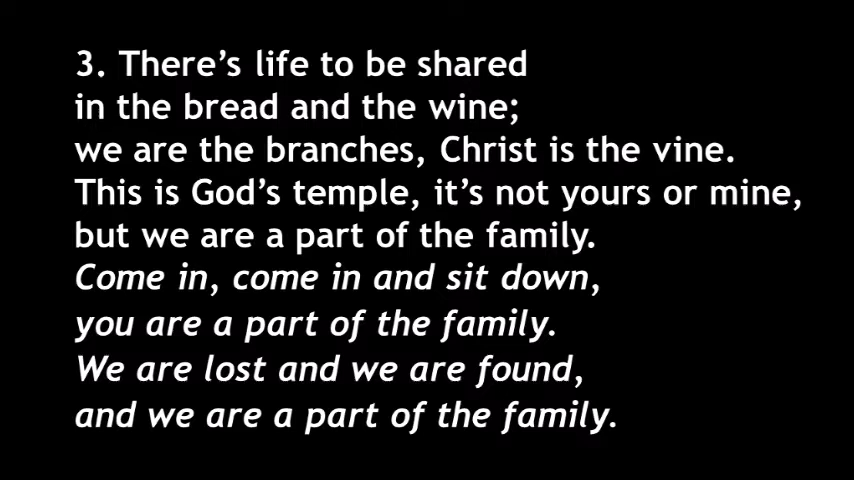 3. There’s life to be shared
in the bread and the wine;
we are the branches, Christ is the vine.
This is God’s temple, it’s not yours or mine,
but we are a part of the family.
Come in, come in and sit down,
you are a part of the family.
We are lost and we are found,
and we are a part of the family.